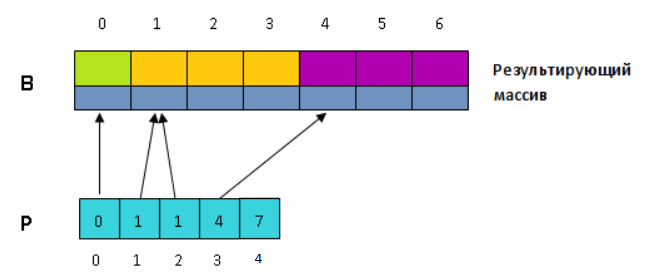 0 1 2 3 4 5 6
B
Результирующий
массив
P
0 1 1 4 7
0 1 2 3 4